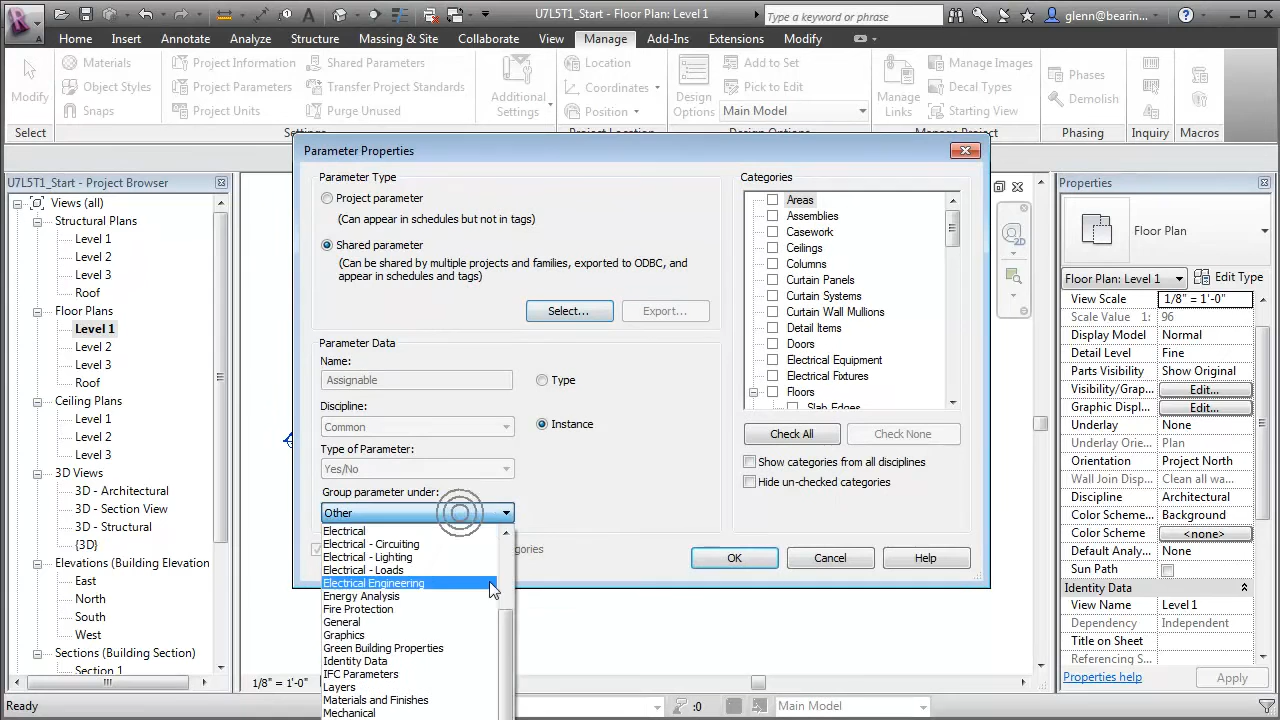 U7L5T1_Start - Floor Plan: Level 1
Type a keyword or phrase
glenn@bearin...
Home Insert Annotate Analyze Structure Massing & Site Collaborate View Manage Add-Ins Extensions Modify
Modify
Materials
Object Styles
Snaps
Project Information
Project Parameters
Project Units
Shared Parameters
Transfer Project Standards
Purge Unused
Additional
Settings
Location
Coordinates
Position
Design
Options
Add to Set
Pick to Edit
Main Model
Manage
Links
Manage Images
Decal Types
Starting View
Phases
Demolish
Select
Phasing
Inquiry
Macros
U7L5T1_Start - Project Browser
Views (all)
Structural Plans
Level 1
Level 2
Level 3
Roof
Floor Plans
Level 1
Level 2
Level 3
Roof
Ceiling Plans
Level 1
Level 2
Level 3
3D Views
3D - Architectural
3D - Section View
3D - Structural
{3D}
Elevations (Building Elevation)
East
North
South
West
Sections (Building Section)
Section 1
Parameter Properties
Parameter Type
Project parameter
(Can appear in schedules but not in tags)
Shared parameter
(Can be shared by multiple projects and families, exported to ODBC, and
appear in schedules and tags)
Select...
Export...
Parameter Data
Name:
Assignable
Type
Discipline:
Common
Instance
Type of Parameter:
Yes/No
Group parameter under:
Other
Electrical
Electrical - Circuiting
Electrical - Lighting
Electrical - Loads
Electrical Engineering
Energy Analysis
Fire Protection
General
Graphics
Green Building Properties
Identity Data
IFC Parameters
Layers
Materials and Finishes
Mechanical
Categories
Areas
Assemblies
Casework
Ceilings
Columns
Curtain Panels
Curtain Systems
Curtain Wall Mullions
Detail Items
Doors
Electrical Equipment
Electrical Fixtures
Floors
Slab Edges
Check All
Check None
Show categories from all disciplines
Hide un-checked categories
OK
Cancel
Help
Properties
Floor Plan
Floor Plan: Level 1
Edit Type
View Scale 1/8" = 1'-0"
Scale Value 1: 96
Display Model Normal
Detail Level Fine
Parts Visibility Show Original
Visibility/Grap... Edit...
Graphic Displ... Edit...
Underlay None
Underlay Orie... Plan
Orientation Project North
Wall Join Displ... Clean all wa...
Discipline Architectural
Color Scheme ... Background
Color Scheme <none>
Default Analy... None
Sun Path
Identity Data
View Name Level 1
Dependency Independent
Title on Sheet
Properties help
Apply
1/8" = 1'-0"
Ready
:0
Main Model